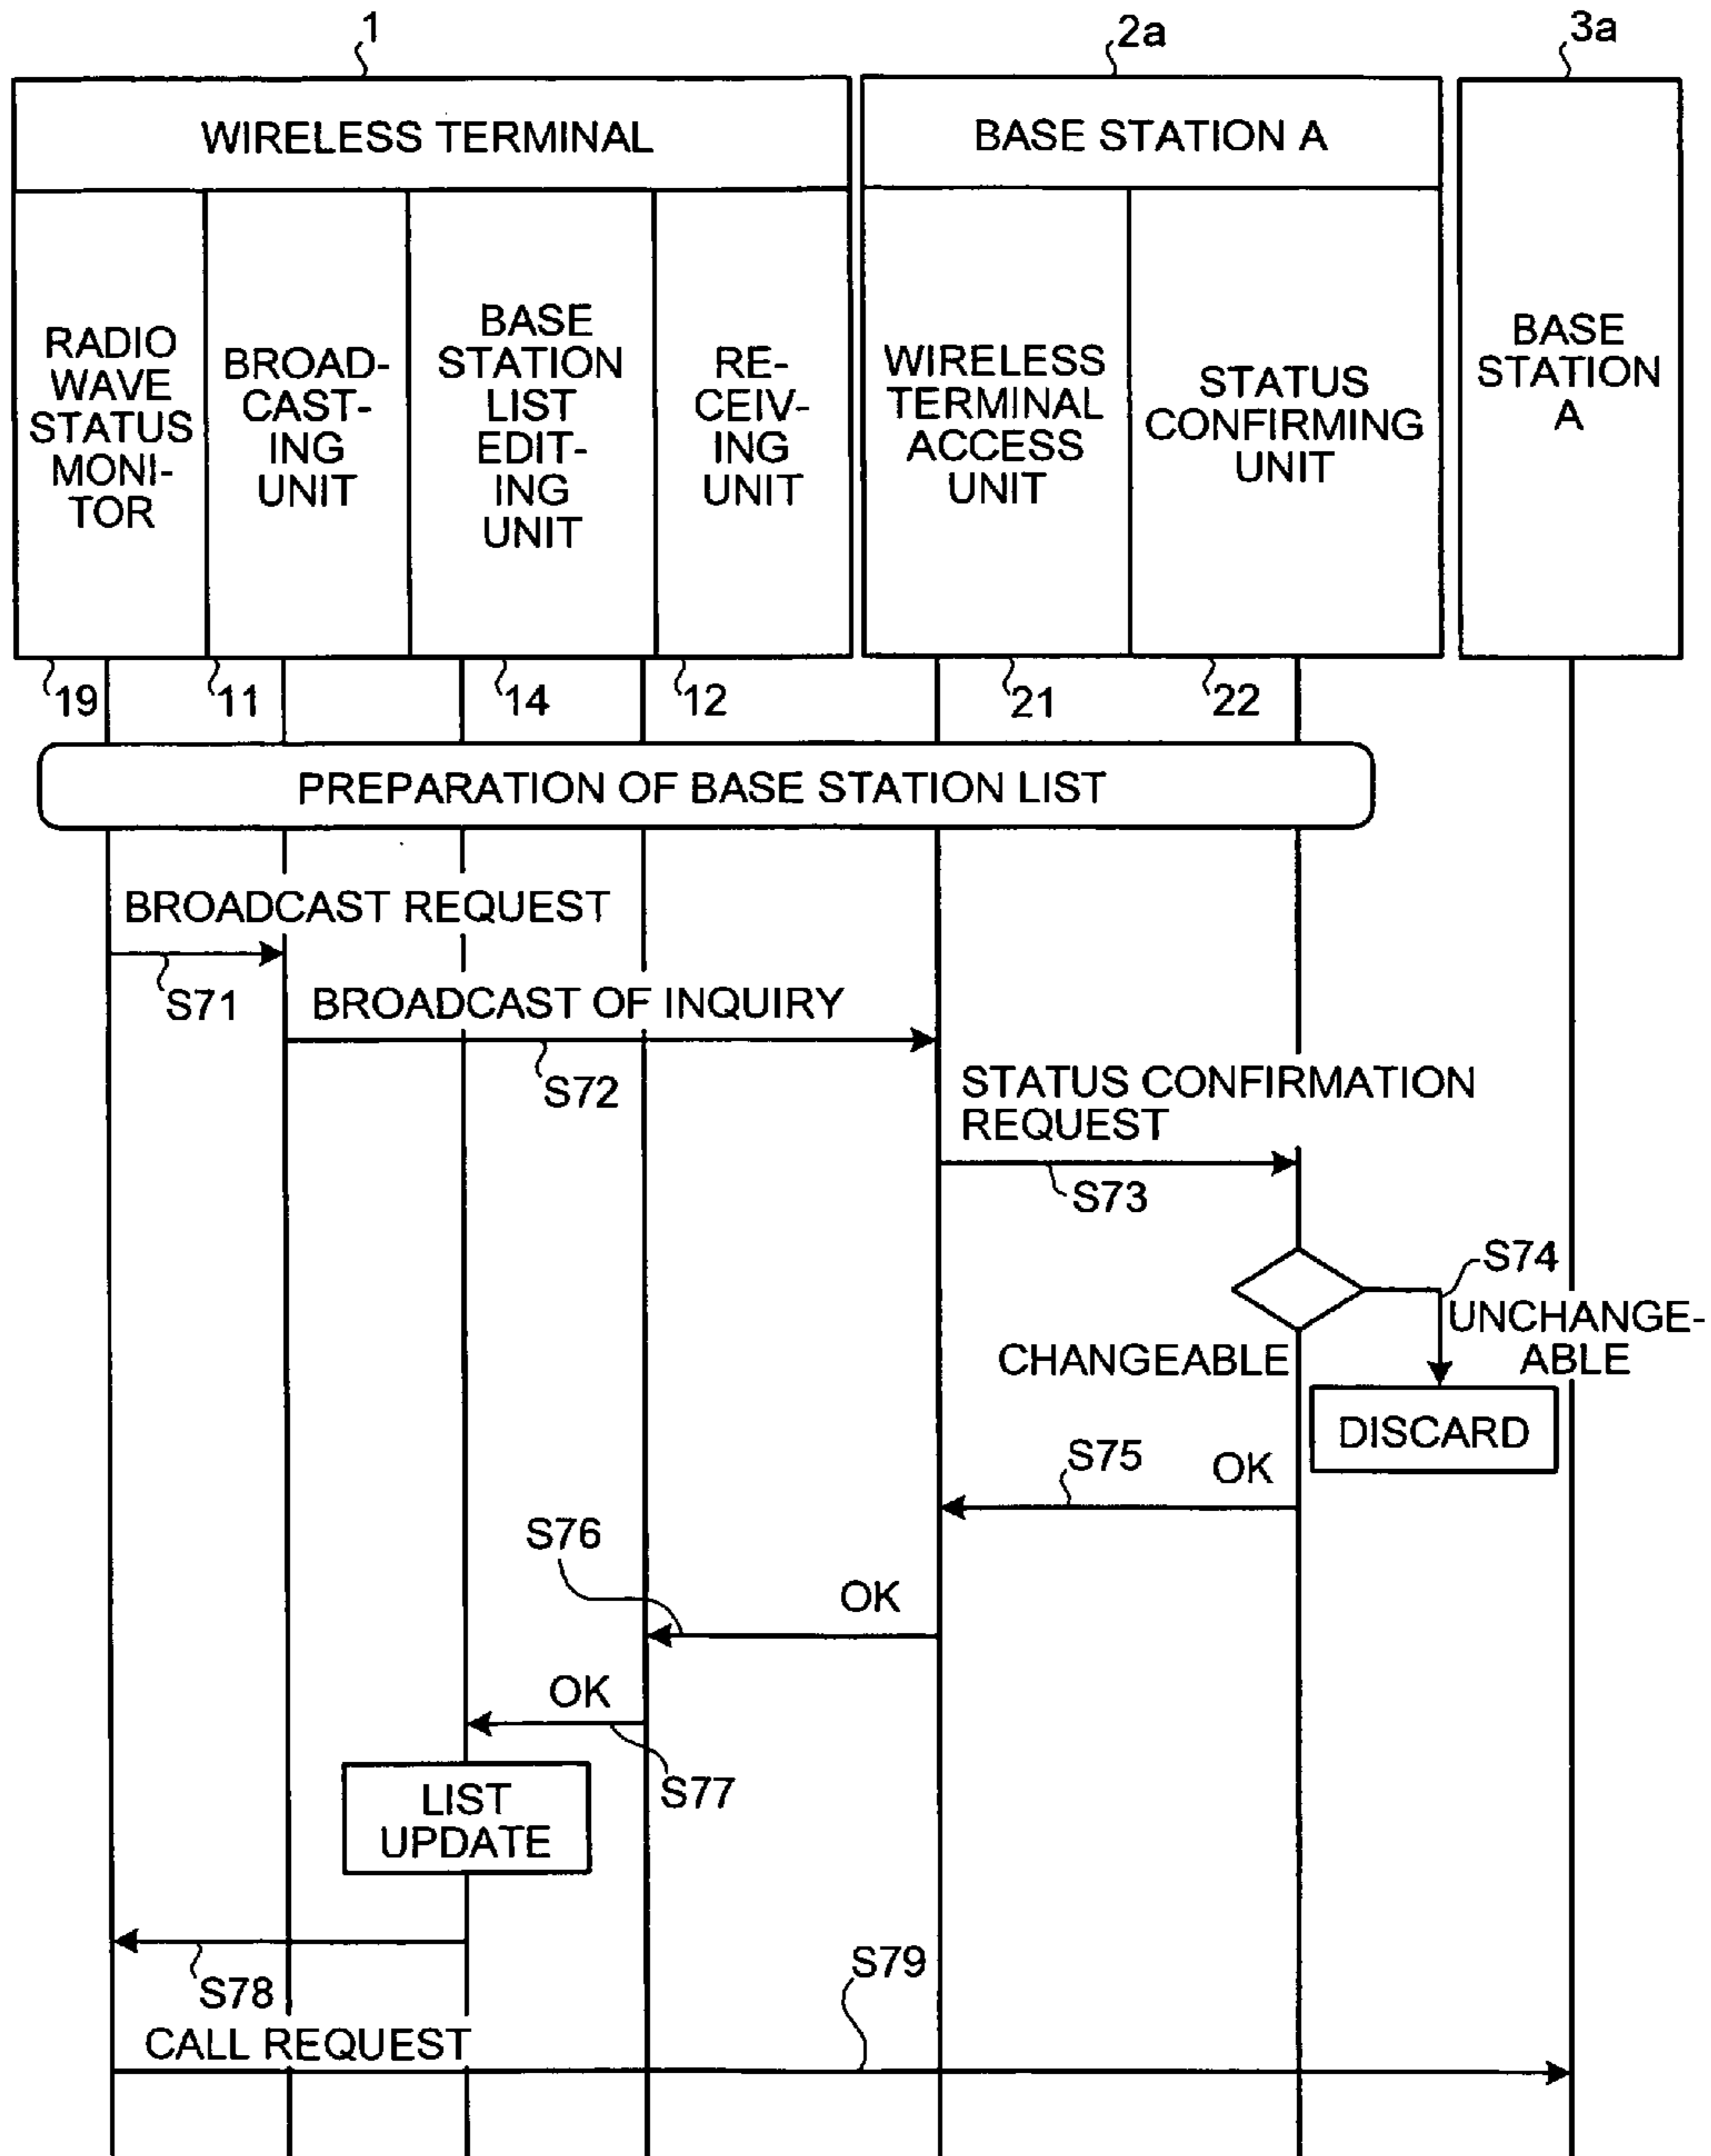 1
2a
3a
WIRELESS TERMINAL
BASE STATION A
RADIO
WAVE
STATUS
MONI-
TOR
BROAD-
CAST-
ING
UNIT
BASE
STATION
LIST
EDIT-
ING
UNIT
RE-
CEIV-
ING
UNIT
WIRELESS
TERMINAL
ACCESS
UNIT
STATUS
CONFIRMING
UNIT
BASE
STATION
A
19
11
14
12
21
22
PREPARATION OF BASE STATION LIST
BROADCAST REQUEST
S71
BROADCAST OF INQUIRY
S72
STATUS CONFIRMATION
REQUEST
S73
S74
UNCHANGE-
ABLE
CHANGEABLE
DISCARD
S75
OK
S76
OK
OK
S77
LIST
UPDATE
S78
S79
CALL REQUEST